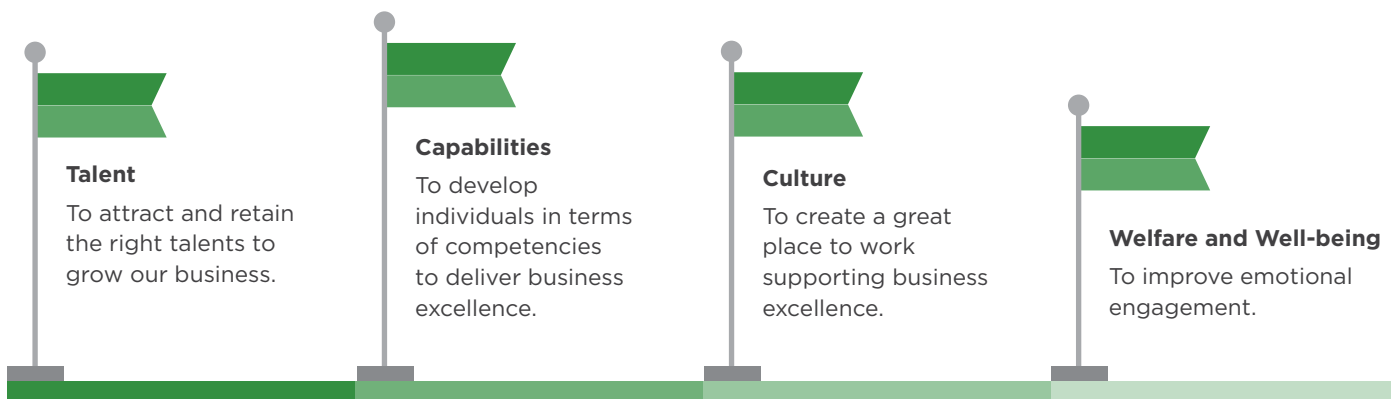 Talent
To attract and retain
the right talents to
grow our business.
Capabilities
To develop
individuals in terms
of competencies
to deliver business
excellence.
Culture
To create a great
place to work
supporting business
excellence.
Welfare and Well-being
To improve emotional
engagement.